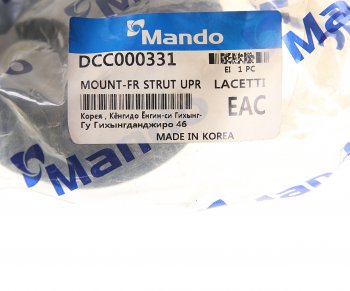 Mando
DCC000331
EI 1 PC
MOUNT-FR STRUT UPR LACETTI
EAC
Корея , Кёнгидо Ёнгин-си Гихынг-
Гу Гихынгданджиро 46
MADE IN KOREA
Mando